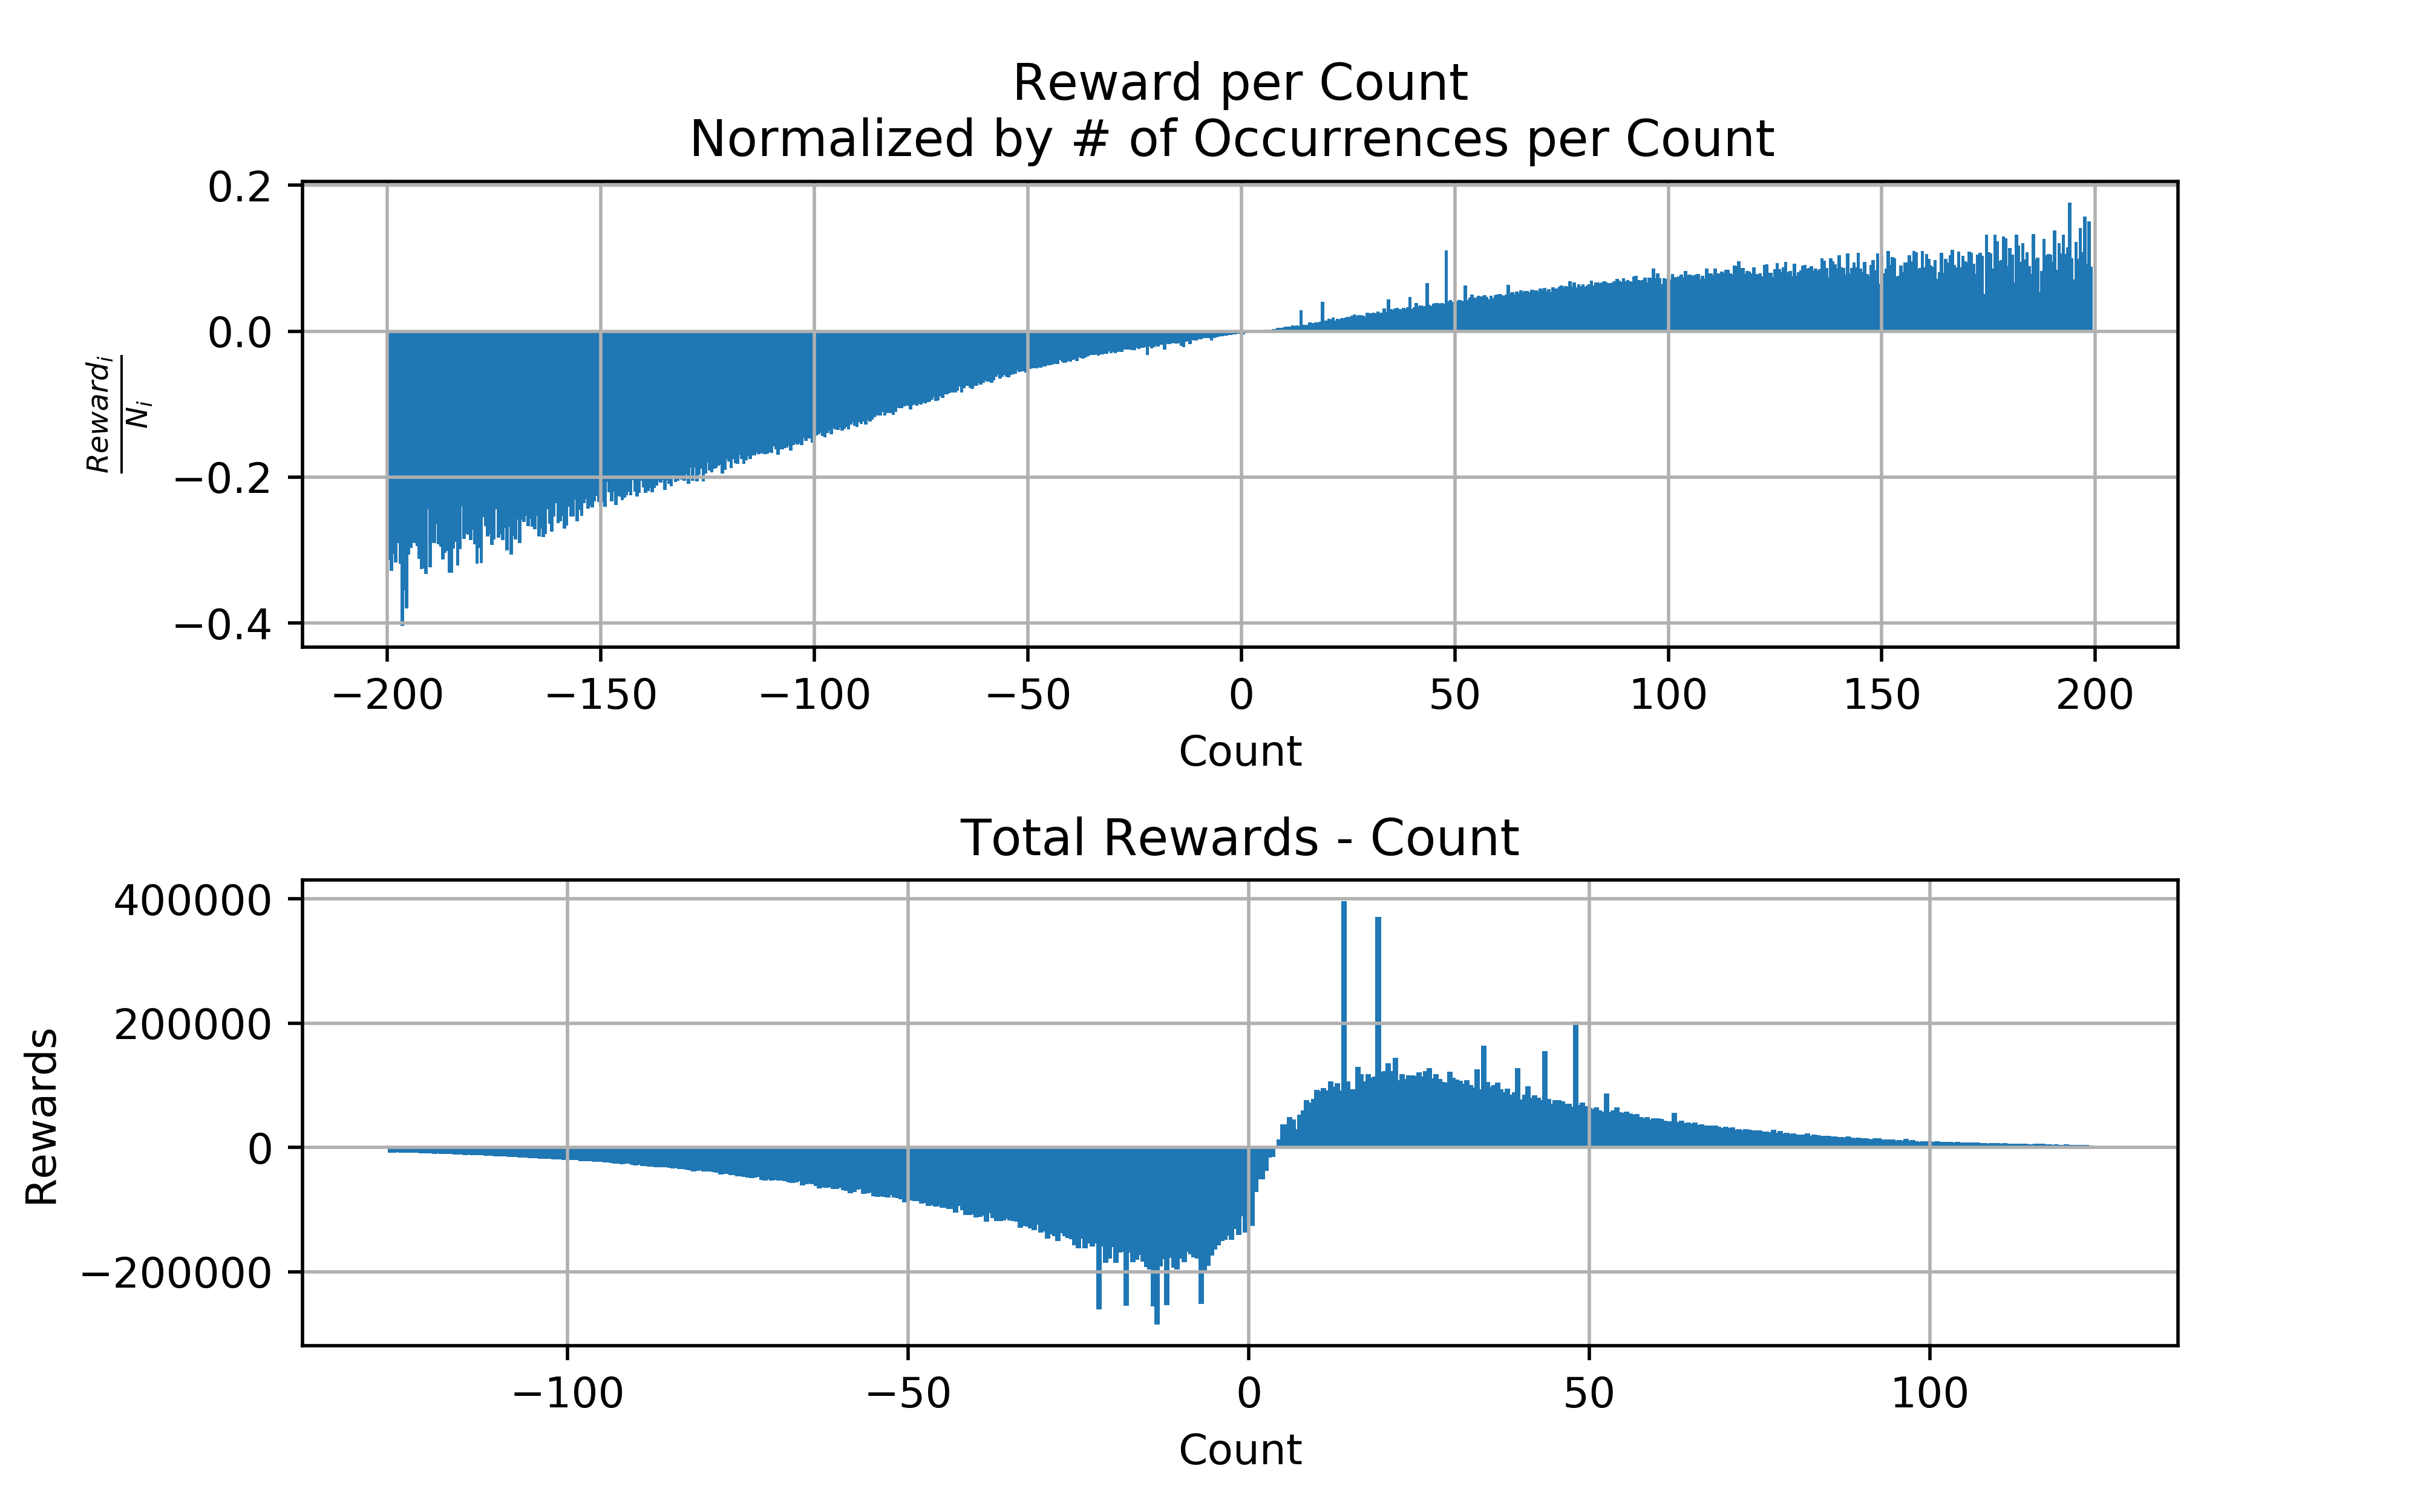 Reward per Count
Normalized by # of Occurrences per Count
0.2
0.0
−0.2
−0.4
Reward_i
N_i
−200 −150 −100 −50 0 50 100 150 200
Count
Total Rewards - Count
400000
200000
0
−200000
Rewards
−100 −50 0 50 100
Count